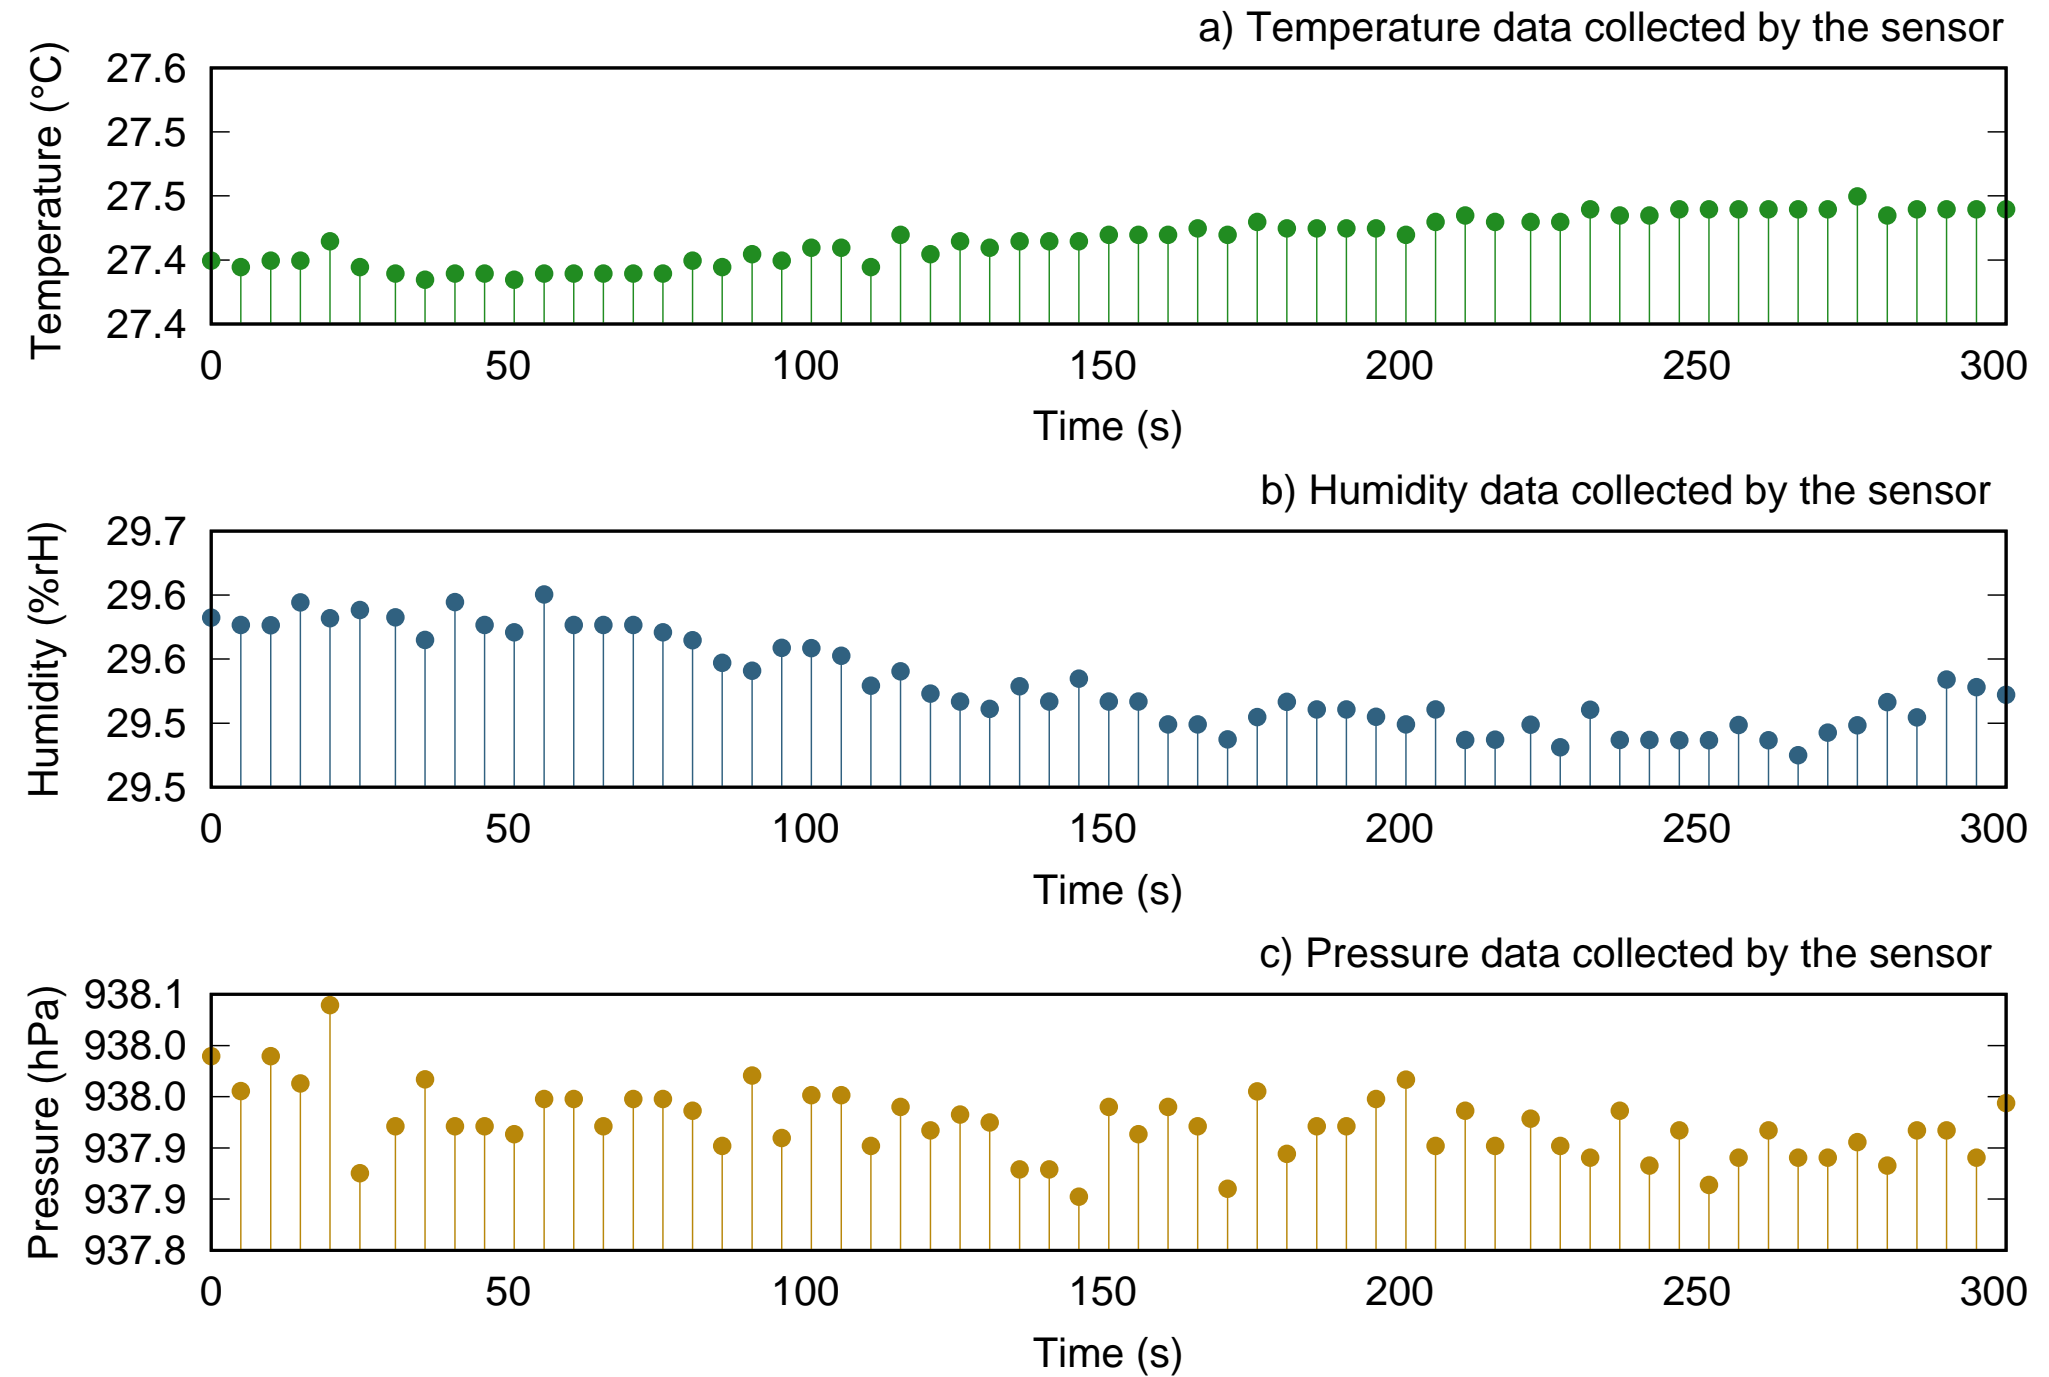 a) Temperature data collected by the sensor
Temperature (°C)
27.6
27.5
27.5
27.4
27.4
0 50 100 150 200 250 300
Time (s)
b) Humidity data collected by the sensor
Humidity (%rH)
29.7
29.6
29.6
29.5
29.5
0 50 100 150 200 250 300
Time (s)
c) Pressure data collected by the sensor
Pressure (hPa)
938.1
938.0
938.0
937.9
937.9
937.8
0 50 100 150 200 250 300
Time (s)